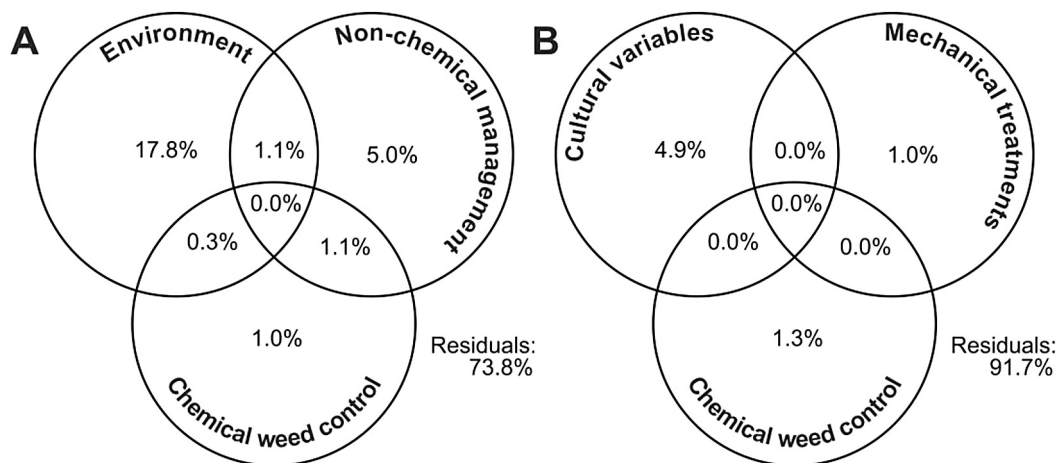 A
Environment
Non-chemical management
17.8%
1.1%
5.0%
0.0%
0.3%
1.1%
1.0%
Chemical weed control
Residuals:
73.8%
B
Cultural variables
Mechanical treatments
4.9%
0.0%
1.0%
0.0%
0.0%
0.0%
1.3%
Chemical weed control
Residuals:
91.7%